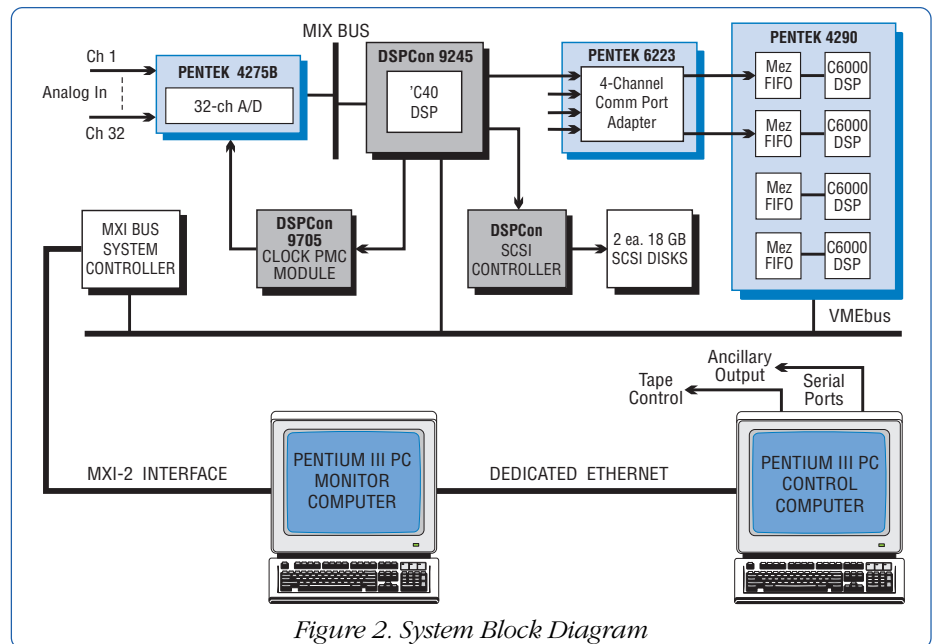 MIX BUS
Ch 1
Analog In
Ch 32
PENTEK 4275B
32-ch A/D
DSPCon 9245
'C40
DSP
PENTEK 6223
4-Channel
Comm Port
Adapter
PENTEK 4290
Mez
FIFO
C6000
DSP
Mez
FIFO
C6000
DSP
Mez
FIFO
C6000
DSP
Mez
FIFO
C6000
DSP
MXI BUS
SYSTEM
CONTROLLER
DSPCon
9705
CLOCK PMC
MODULE
DSPCon
SCSI
CONTROLLER
2 ea. 18 GB
SCSI DISKS
VMEbus
Tape
Control
Ancillary
Output
Serial
Ports
MXI-2 INTERFACE
PENTIUM III PC
MONITOR
COMPUTER
DEDICATED ETHERNET
PENTIUM III PC
CONTROL
COMPUTER
Figure 2. System Block Diagram